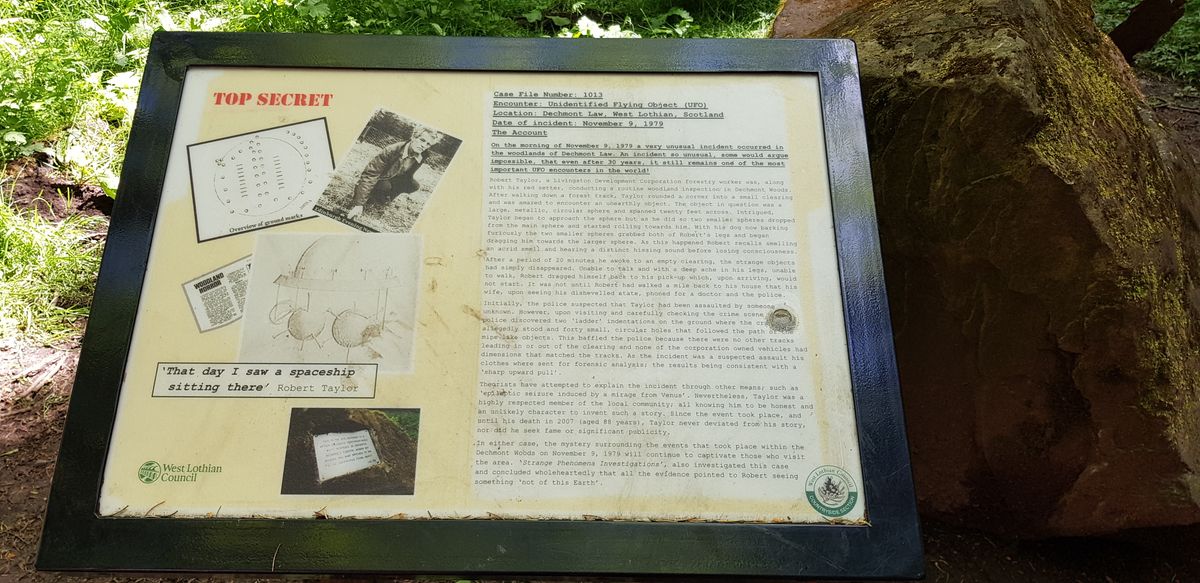 TOP SECRET
Overview of ground marks
WOODLAND
'That day I saw a spaceship
sitting there' Robert Taylor
West Lothian
Council
Case File Number: 1013
Encounter: Unidentified Flying Object (UFO)
Location: Dechmont Law, West Lothian, Scotland
Date of incident: November 9, 1979
The Account
On the morning of November 9, 1979 a very unusual incident occurred in
the woodlands of Dechmont Law. An incident so unusual, some would argue
impossible, that even after 30 years, it still remains one of the most
important UFO encounters in the world!
Robert Taylor, a Livingston Development Corporation forestry worker was, along
with his red setter, conducting a routine woodland inspection in Dechmont Woods.
After walking down a forest track, Taylor rounded a corner into a small clearing
and was amazed to encounter an unearthly object. The object in question was a
large, metallic, circular sphere and spanned twenty feet across. Intrigued,
Taylor began to approach the sphere but as he did so two smaller spheres dropped
from the main sphere and started rolling towards him. With his dog now barking
furiously the two smaller spheres grabbed both of Robert's legs and began
dragging him towards the larger sphere. As this happened Robert recalls smelling
an acrid smell and hearing a distinct hissing sound before losing consciousness.
After a period of 20 minutes he awoke to an empty clearing, the strange objects
had simply disappeared. Unable to talk and with a deep ache in his legs, unable
to walk, Robert dragged himself back to his pick-up which, upon arriving, would
not start. It was not until Robert had walked a mile back to his house that his
wife, upon seeing his dishevelled state, phoned for a doctor and the police.
Initially, the police suspected that Taylor had been assaulted by someone
unknown. However, upon visiting and carefully checking the crime scene
police discovered two 'ladder' indentations on the ground where the
allegedly stood and forty small, circular holes that followed the path of the
mine-like objects. This baffled the police because there were no other tracks
leading in or out of the clearing and none of the corporation owned vehicles had
dimensions that matched the tracks. As the incident was a suspected assault his
clothes where sent for forensic analysis; the results being consistent with a
'sharp upward pull'.
Theorists have attempted to explain the incident through other means; such as
'epileptic seizure induced by a mirage from Venus'. Nevertheless, Taylor was a
highly respected member of the local community; all knowing him to be honest and
an unlikely character to invent such a story. Since the event took place, and
until his death in 2007 (aged 88 years), Taylor never deviated from his story,
nor did he seek fame or significant publicity.
In either case, the mystery surrounding the events that took place within the
Dechmont Woods on November 9, 1979 will continue to captivate those who visit
the area. 'Strange Phenomena Investigations', also investigated this case
and concluded wholeheartedly that all the evidence pointed to Robert seeing
something 'not of this Earth'.
West Lothian Council
COUNTRYSIDE SECTION